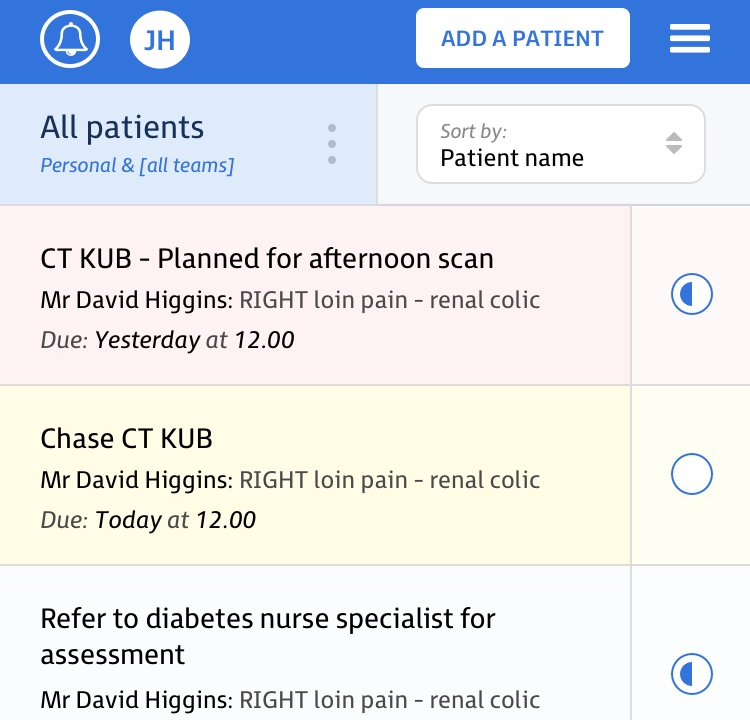 JH
ADD A PATIENT
All patients
Personal & [all teams]
Sort by:
Patient name
CT KUB - Planned for afternoon scan
Mr David Higgins: RIGHT loin pain - renal colic
Due: Yesterday at 12.00
Chase CT KUB
Mr David Higgins: RIGHT loin pain - renal colic
Due: Today at 12.00
Refer to diabetes nurse specialist for
assessment
Mr David Higgins: RIGHT loin pain - renal colic